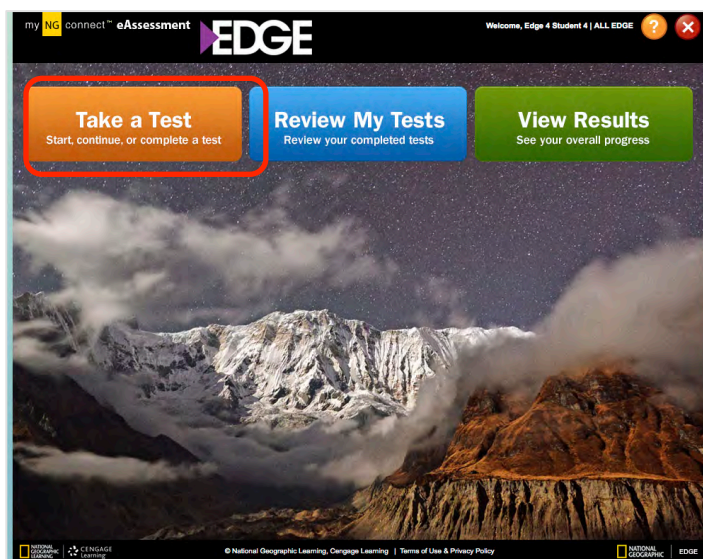 my NG connect™ eAssessment
EDGE
Welcome, Edge 4 Student 4 | ALL EDGE
?
Take a Test
Start, continue, or complete a test
Review My Tests
Review your completed tests
View Results
See your overall progress
NATIONAL GEOGRAPHIC LEARNING
CENGAGE Learning
© National Geographic Learning, Cengage Learning | Terms of Use & Privacy Policy
NATIONAL GEOGRAPHIC
EDGE